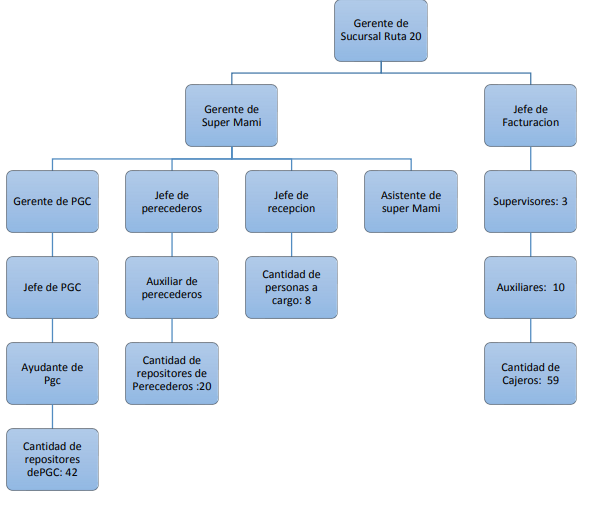 Gerente de
Sucursal Ruta 20
Gerente de
Super Mami
Jefe de
Facturacion
Gerente de PGC
Jefe de
perecederos
Jefe de
recepcion
Asistente de
super Mami
Supervisores: 3
Jefe de PGC
Auxiliar de
perecederos
Cantidad de
personas a
cargo: 8
Auxiliares:  10
Ayudante de
Pgc
Cantidad de
repositores de
Perecederos :20
Cantidad de
Cajeros:  59
Cantidad de
repositores
dePGC: 42